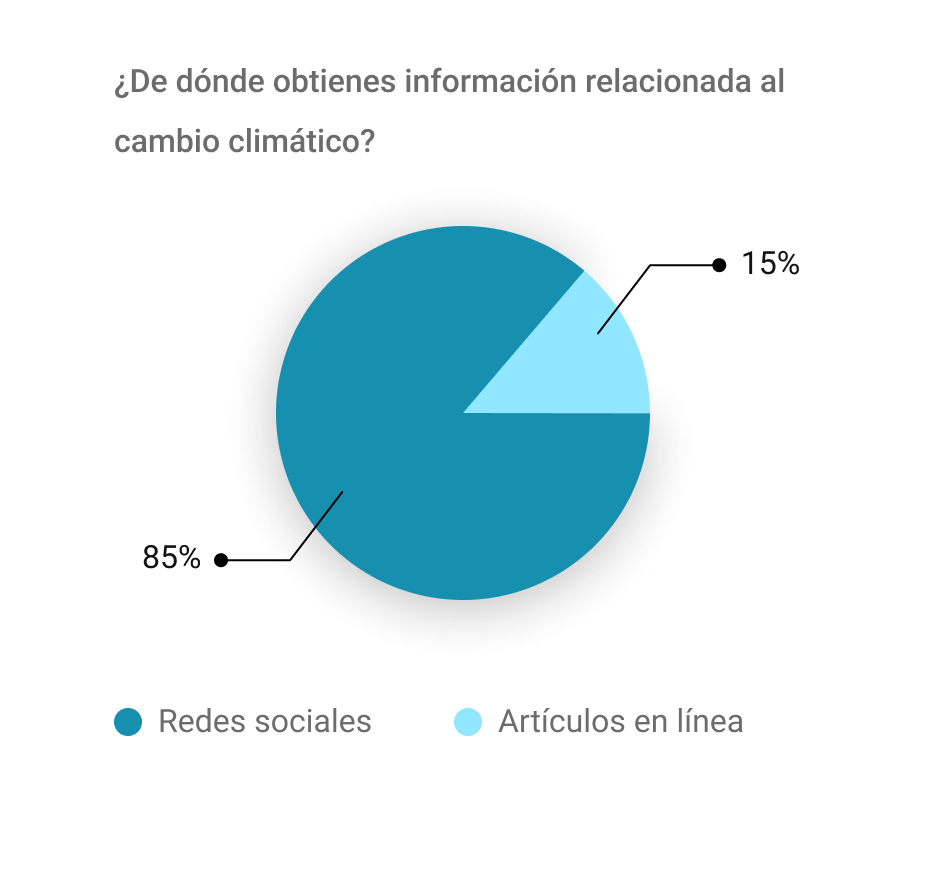 ¿De dónde obtienes información relacionada al
cambio climático?
15%
85%
Redes sociales
Artículos en línea